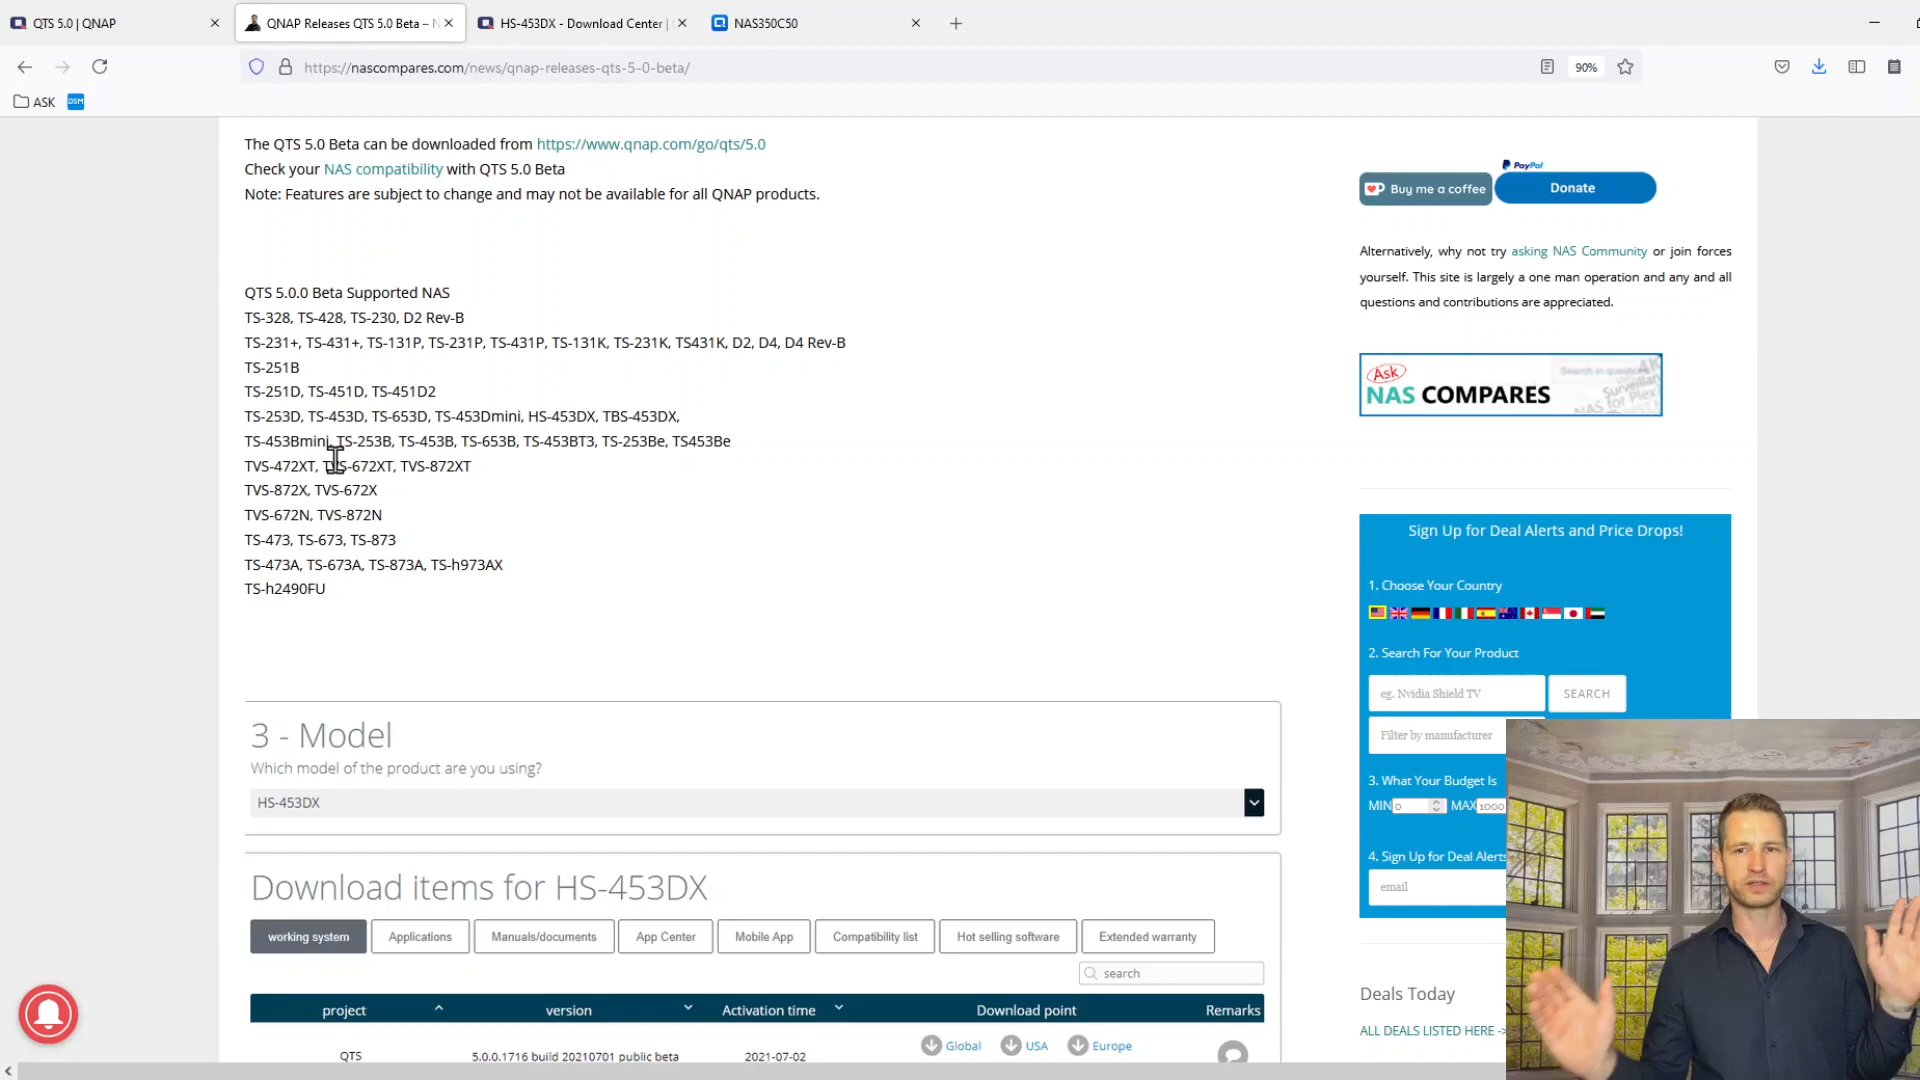 QTS 5.0 | QNAP
QNAP Releases QTS 5.0 Beta – N
HS-453DX - Download Center |
NAS350C50
https://nascompares.com/news/qnap-releases-qts-5-0-beta/
90%
ASK
DSM
The QTS 5.0 Beta can be downloaded from https://www.qnap.com/go/qts/5.0
Check your NAS compatibility with QTS 5.0 Beta
Note: Features are subject to change and may not be available for all QNAP products.
QTS 5.0.0 Beta Supported NAS
TS-328, TS-428, TS-230, D2 Rev-B
TS-231+, TS-431+, TS-131P, TS-231P, TS-431P, TS-131K, TS-231K, TS431K, D2, D4, D4 Rev-B
TS-251B
TS-251D, TS-451D, TS-451D2
TS-253D, TS-453D, TS-653D, TS-453Dmini, HS-453DX, TBS-453DX,
TS-453Bmini, TS-253B, TS-453B, TS-653B, TS-453BT3, TS-253Be, TS453Be
TVS-472XT, TVS-672XT, TVS-872XT
TVS-872X, TVS-672X
TVS-672N, TVS-872N
TS-473, TS-673, TS-873
TS-473A, TS-673A, TS-873A, TS-h973AX
TS-h2490FU
3 - Model
Which model of the product are you using?
HS-453DX
Download items for HS-453DX
working system
Applications
Manuals/documents
App Center
Mobile App
Compatibility list
Hot selling software
Extended warranty
search
project
version
Activation time
Download point
Remarks
QTS
5.0.0.1716 build 20210701 public beta
2021-07-02
Global
USA
Europe
PayPal
Buy me a coffee
Donate
Alternatively, why not try asking NAS Community or join forces
yourself. This site is largely a one man operation and any and all
questions and contributions are appreciated.
Ask
NAS COMPARES
Search in questions
Sign Up for Deal Alerts and Price Drops!
1. Choose Your Country
2. Search For Your Product
eg. Nvidia Shield TV
SEARCH
Filter by manufacturer
3. What Your Budget Is
MIN 0 MAX 1000
4. Sign Up for Deal Alerts
email
Deals Today
ALL DEALS LISTED HERE ->